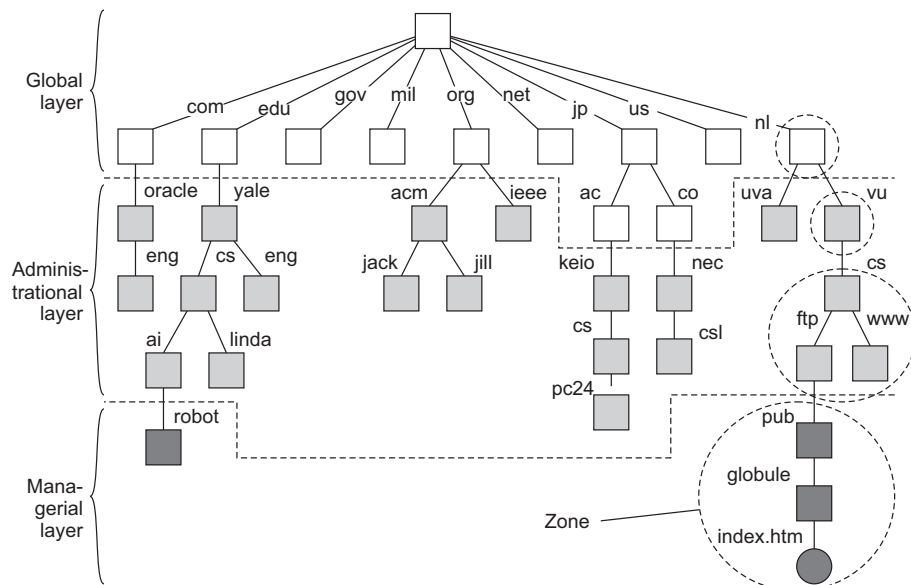 Global
layer
com
edu
gov
mil
org
net
jp
us
nl
oracle
yale
acm
ieee
ac
co
uva
vu
Adminis-
trational
layer
eng
cs
eng
jack
jill
keio
nec
cs
ai
linda
cs
csl
ftp
www
pc24
robot
pub
Mana-
gerial
layer
globule
Zone
index.htm